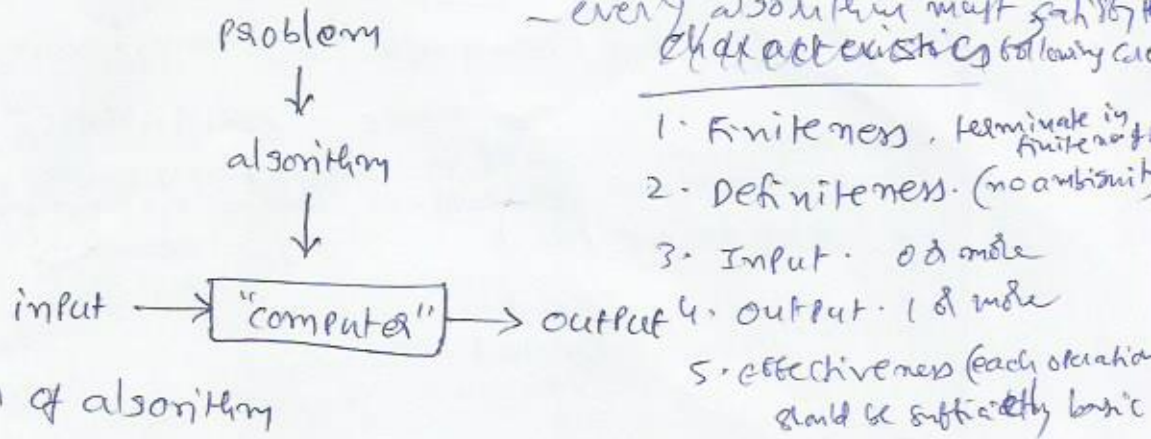 problem
algorithm
input
"computer"
output
of algorithm
every algorithm must satisfy
characteristics following
1. Finiteness. terminate in
finite no of
2. Definiteness. (no ambiguity
3. Input. 0 or more
4. output. 1 or more
5. effectiveness (each operation
should be sufficiently basic